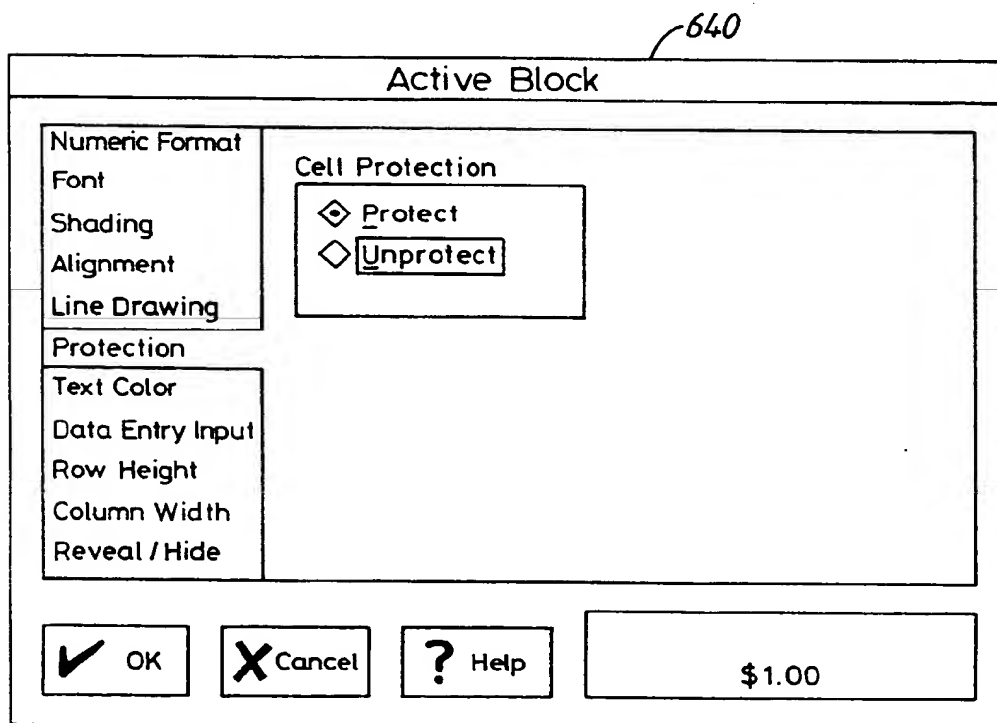 640
Active Block
Numeric Format
Font
Shading
Alignment
Line Drawing
Protection
Text Color
Data Entry Input
Row Height
Column Width
Reveal / Hide
Cell Protection
Protect
Unprotect
OK
Cancel
? Help
$1.00